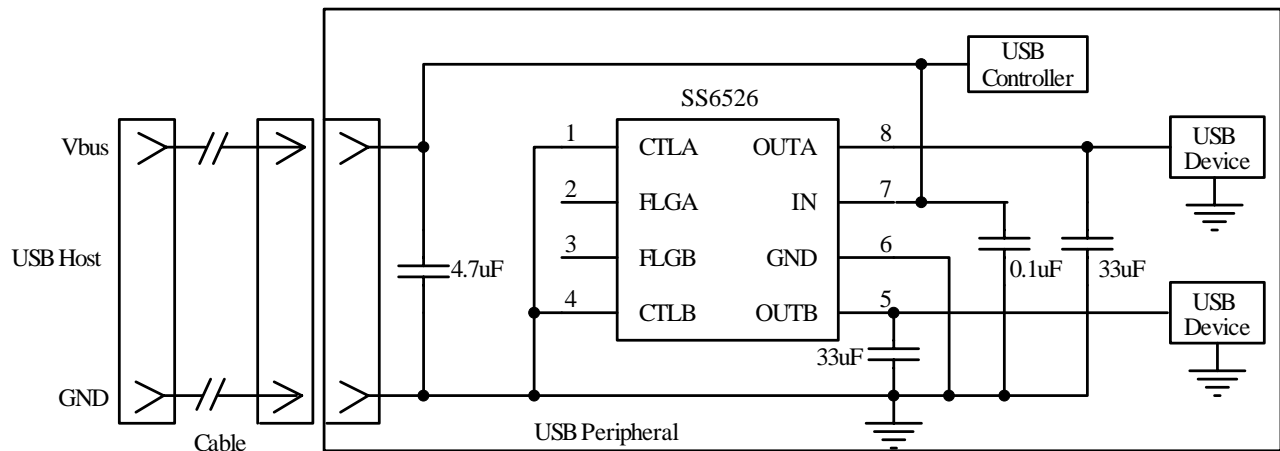 USB
Controller
SS6526
Vbus
1
CTLA
OUTA
8
USB
Device
2
FLGA
IN
7
USB Host
3
FLGB
GND
6
4.7uF
0.1uF
33uF
4
CTLB
OUTB
5
USB
Device
33uF
GND
Cable
USB Peripheral